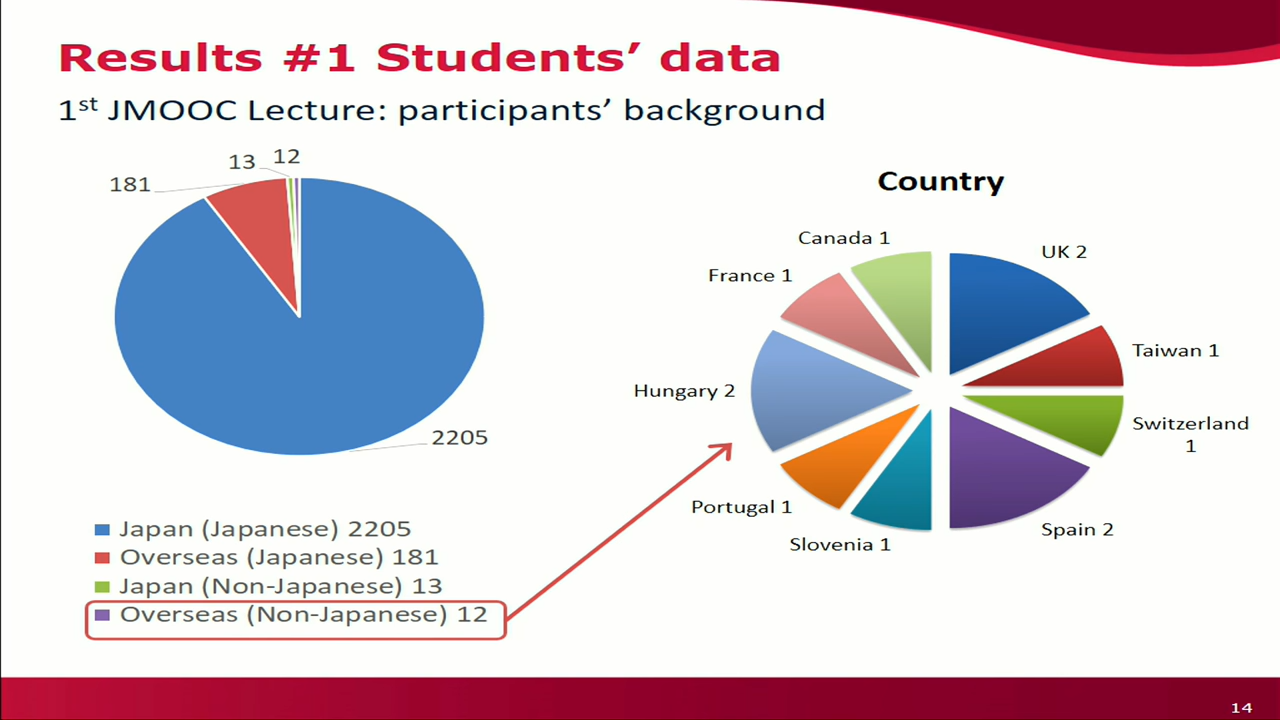 Results #1 Students’ data
1st JMOOC Lecture: participants’ background
13
12
181
2205
Japan (Japanese) 2205
Overseas (Japanese) 181
Japan (Non-Japanese) 13
Overseas (Non-Japanese) 12
Country
Canada 1
UK 2
France 1
Taiwan 1
Hungary 2
Switzerland
1
Portugal 1
Spain 2
Slovenia 1
14